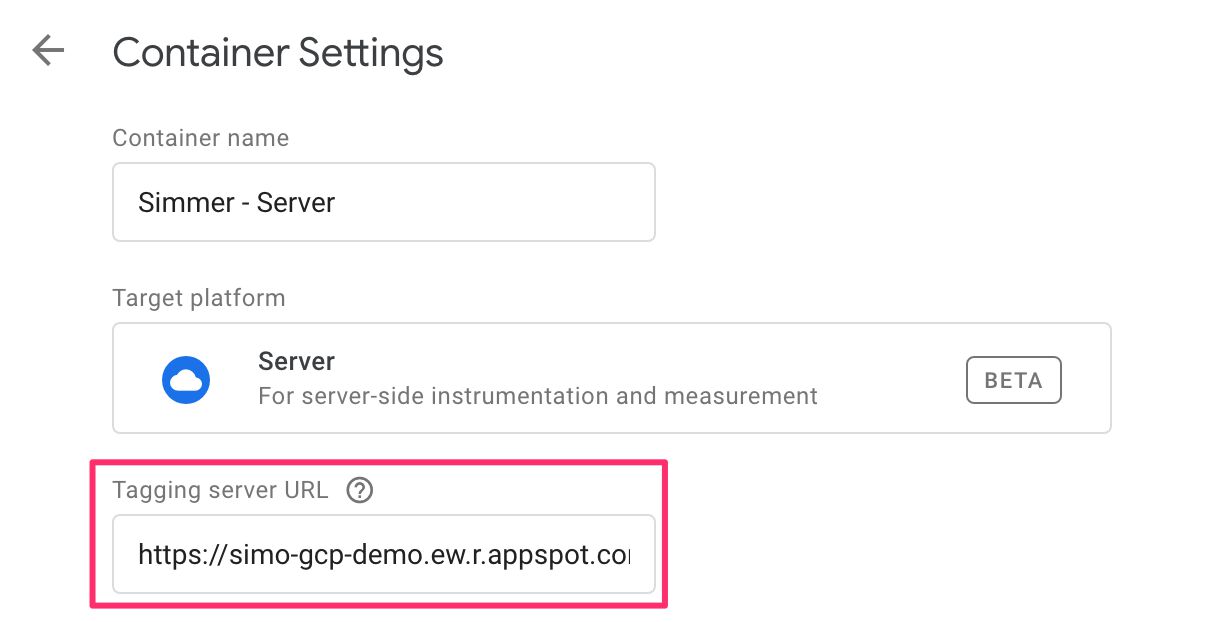 Container Settings
Container name
Simmer - Server
Target platform
Server
For server-side instrumentation and measurement
BETA
Tagging server URL
https://simo-gcp-demo.ew.r.appspot.co